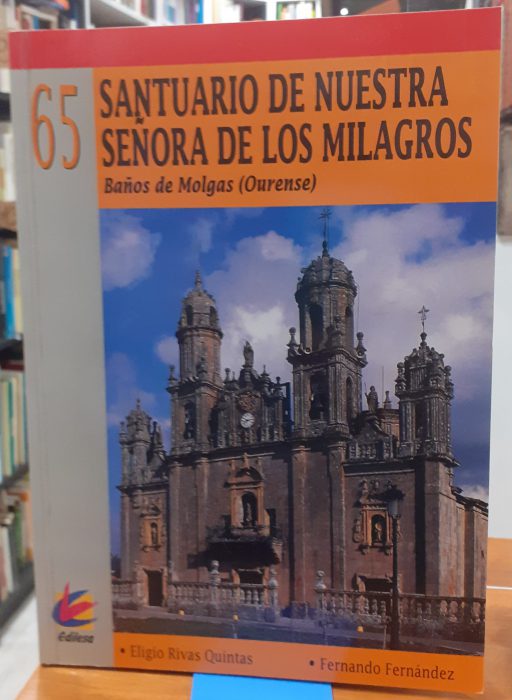 65
SANTUARIO DE NUESTRA
SEÑORA DE LOS MILAGROS
Baños de Molgas (Ourense)
Edilesa
• Eligio Rivas Quintas • Fernando Fernández